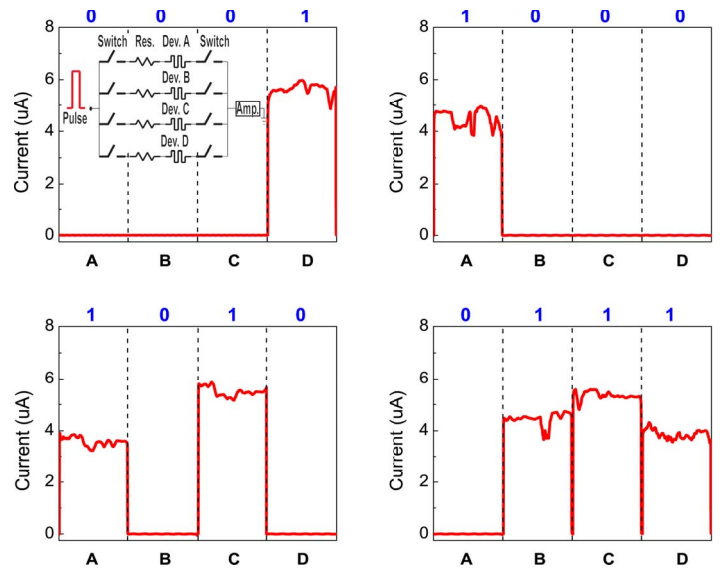 0 0 0 1
8
6
4
2
0
Current (uA)
Switch Res. Dev. A Switch
Dev. B
Dev. C
Dev. D
Pulse
Amp.
A B C D
1 0 0 0
8
6
4
2
0
Current (uA)
A B C D
1 0 1 0
8
6
4
2
0
Current (uA)
A B C D
0 1 1 1
8
6
4
2
0
Current (uA)
A B C D